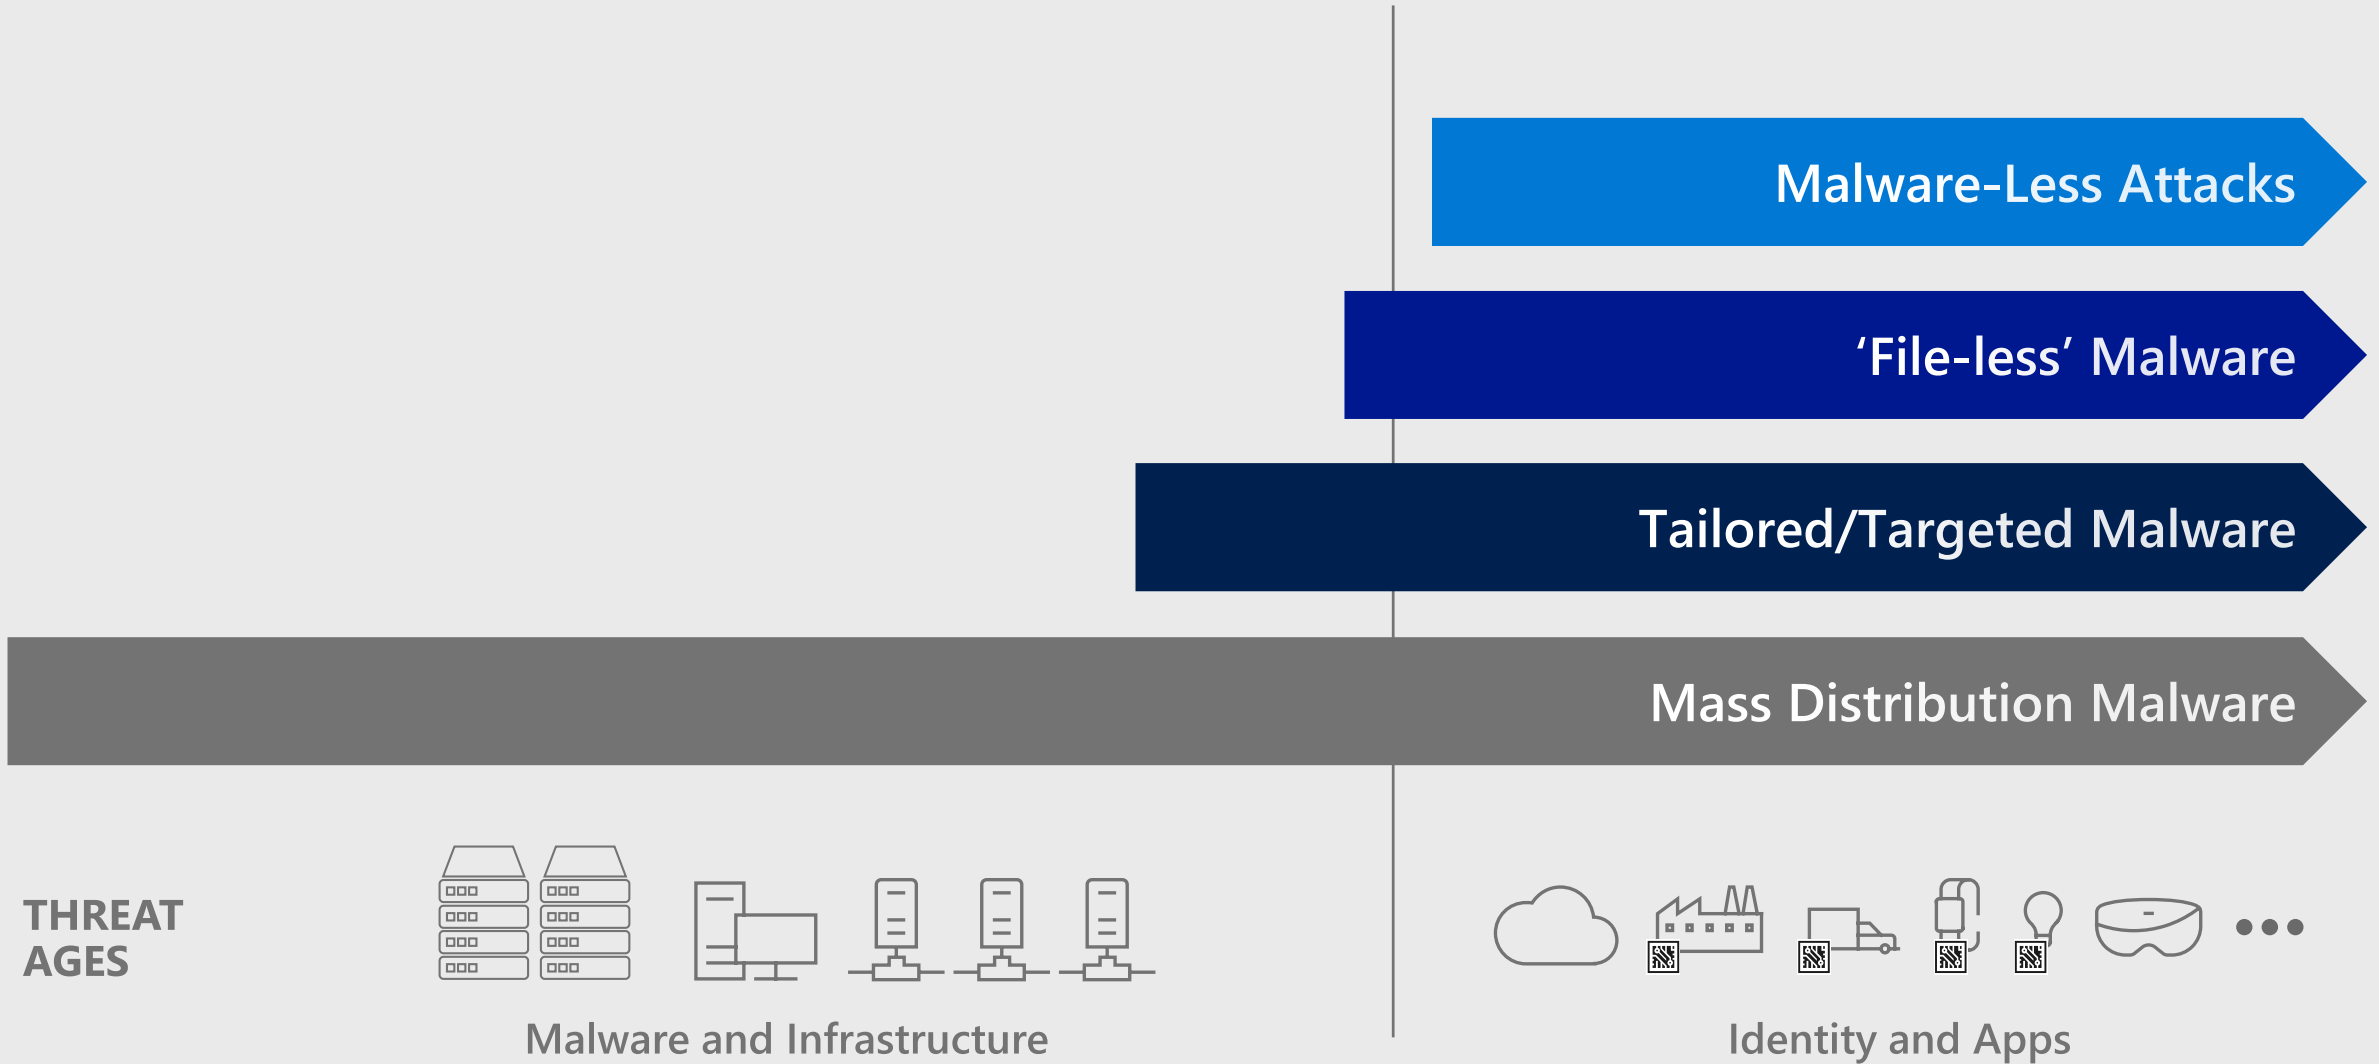 Malware-Less Attacks
‘File-less’ Malware
Tailored/Targeted Malware
Mass Distribution Malware
THREAT
AGES
Malware and Infrastructure
Identity and Apps